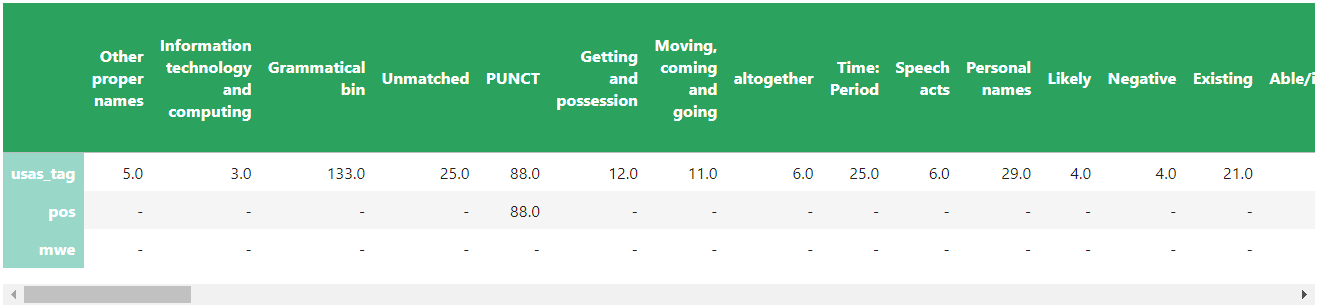 Other proper names Information technology and computing Grammatical bin Unmatched PUNCT Getting and possession Moving, coming and going altogether Time: Period Speech acts Personal names Likely Negative Existing Able/i
usas_tag 5.0 3.0 133.0 25.0 88.0 12.0 11.0 6.0 25.0 6.0 29.0 4.0 4.0 21.0
pos - - - - 88.0 - - - - - - - - -
mwe - - - - - - - - - - - - - -